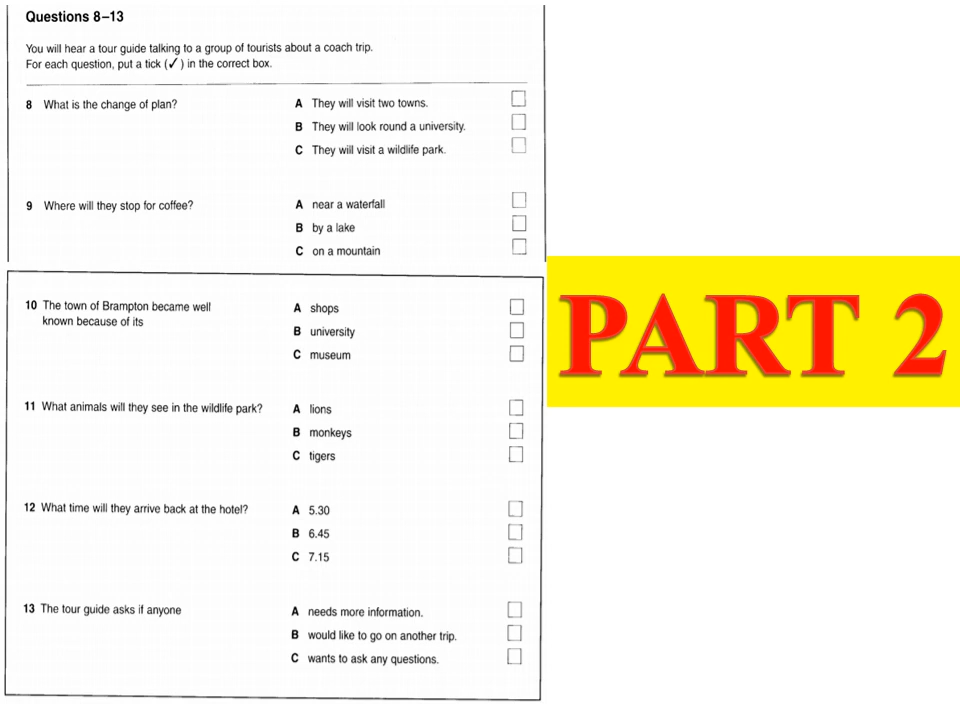 Questions 8–13
You will hear a tour guide talking to a group of tourists about a coach trip.
For each question, put a tick (✓) in the correct box.
8 What is the change of plan?
A They will visit two towns.
B They will look round a university.
C They will visit a wildlife park.
9 Where will they stop for coffee?
A near a waterfall
B by a lake
C on a mountain
10 The town of Brampton became well
known because of its
A shops
B university
C museum
11 What animals will they see in the wildlife park?
A lions
B monkeys
C tigers
12 What time will they arrive back at the hotel?
A 5.30
B 6.45
C 7.15
13 The tour guide asks if anyone
A needs more information.
B would like to go on another trip.
C wants to ask any questions.
PART 2